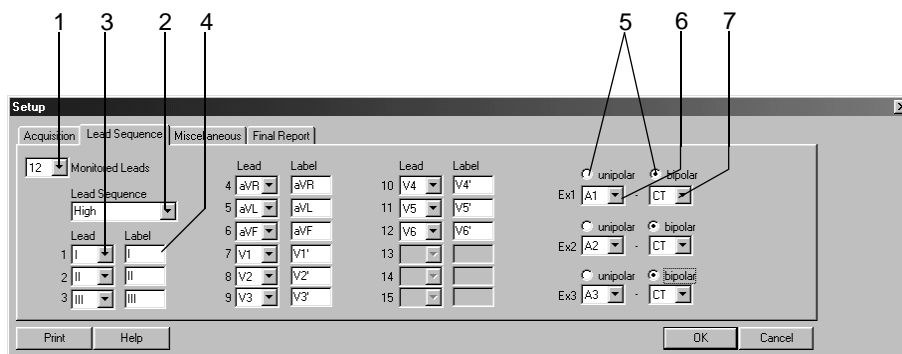 1 3 2 4 5 6 7
Setup
Acquisition Lead Sequence Miscellaneous Final Report
12 Monitored Leads
Lead Sequence
High
Lead Label
1 I I
2 II II
3 III III
Lead Label
4 aVR aVR
5 aVL aVL
6 aVF aVF
7 V1 V1'
8 V2 V2'
9 V3 V3'
Lead Label
10 V4 V4'
11 V5 V5'
12 V6 V6'
13
14
15
unipolar bipolar
Ex1 A1 - CT
unipolar bipolar
Ex2 A2 - CT
unipolar bipolar
Ex3 A3 - CT
Print Help OK Cancel